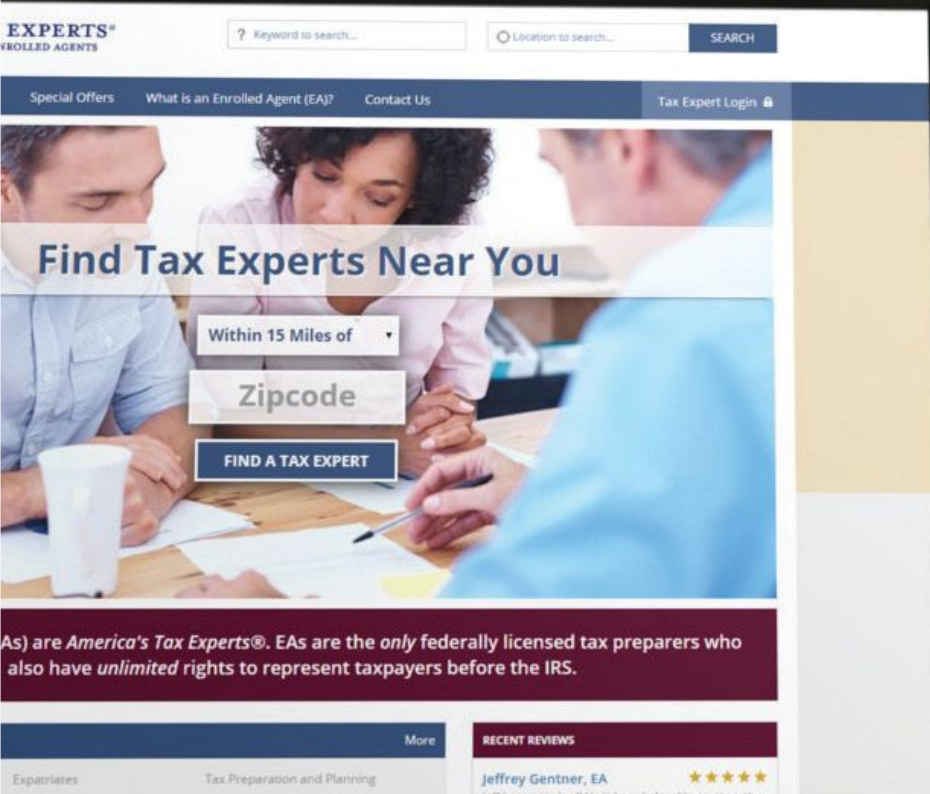 EXPERTS®
NROLLED AGENTS
? Keyword to search...
Location to search...
SEARCH
Special Offers
What is an Enrolled Agent (EA)?
Contact Us
Tax Expert Login
Find Tax Experts Near You
Within 15 Miles of
Zipcode
FIND A TAX EXPERT
As) are America's Tax Experts®. EAs are the only federally licensed tax preparers who
also have unlimited rights to represent taxpayers before the IRS.
More
RECENT REVIEWS
Expatriates
Tax Preparation and Planning
Jeffrey Gentner, EA